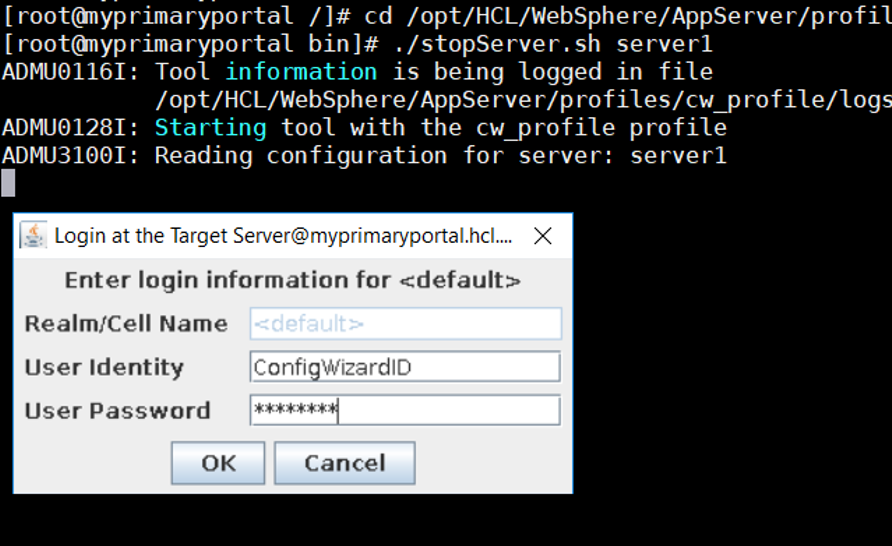 [root@myprimaryportal /]# cd /opt/HCL/WebSphere/AppServer/profil
[root@myprimaryportal bin]# ./stopServer.sh server1
ADMU0116I: Tool information is being logged in file
/opt/HCL/WebSphere/AppServer/profiles/cw_profile/logs
ADMU0128I: Starting tool with the cw_profile profile
ADMU3100I: Reading configuration for server: server1
Login at the Target Server@myprimaryportal.hcl....
Enter login information for <default>
Realm/Cell Name <default>
User Identity ConfigWizardID
User Password ********
OK Cancel